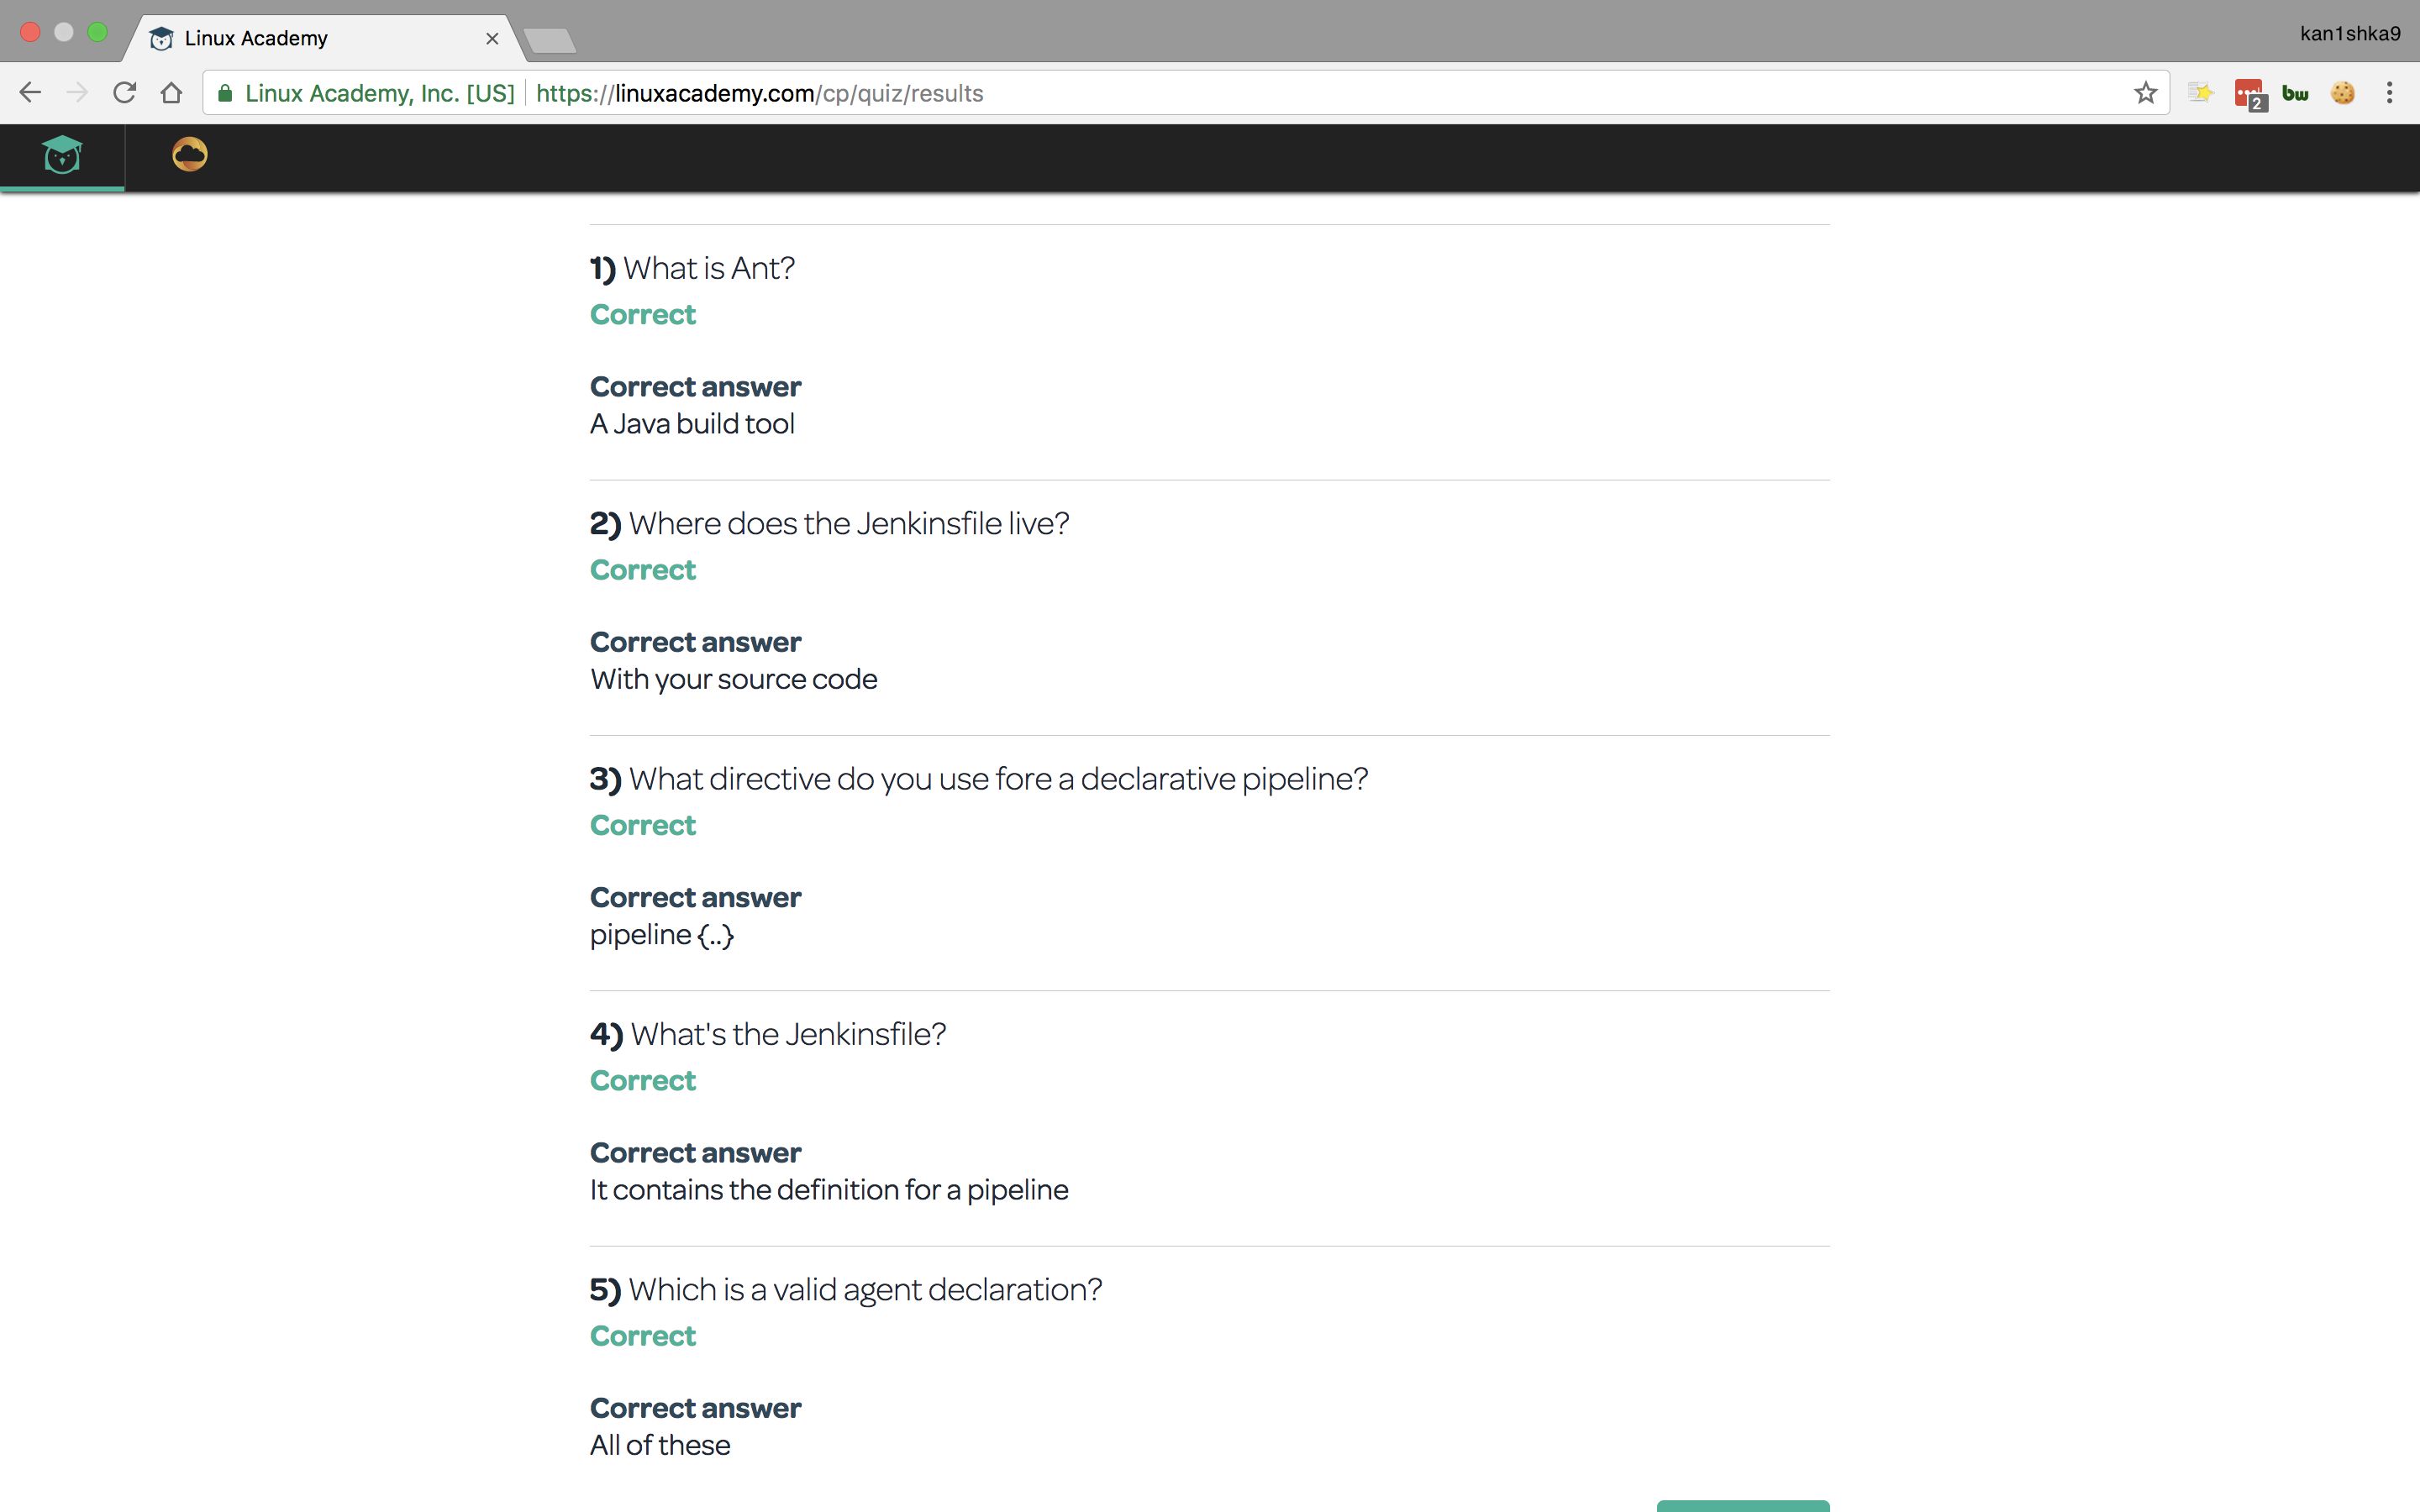 Linux Academy
kan1shka9
Linux Academy, Inc. [US] https://linuxacademy.com/cp/quiz/results
2
bw
1) What is Ant?
Correct
Correct answer
A Java build tool
2) Where does the Jenkinsfile live?
Correct
Correct answer
With your source code
3) What directive do you use fore a declarative pipeline?
Correct
Correct answer
pipeline {..}
4) What's the Jenkinsfile?
Correct
Correct answer
It contains the definition for a pipeline
5) Which is a valid agent declaration?
Correct
Correct answer
All of these